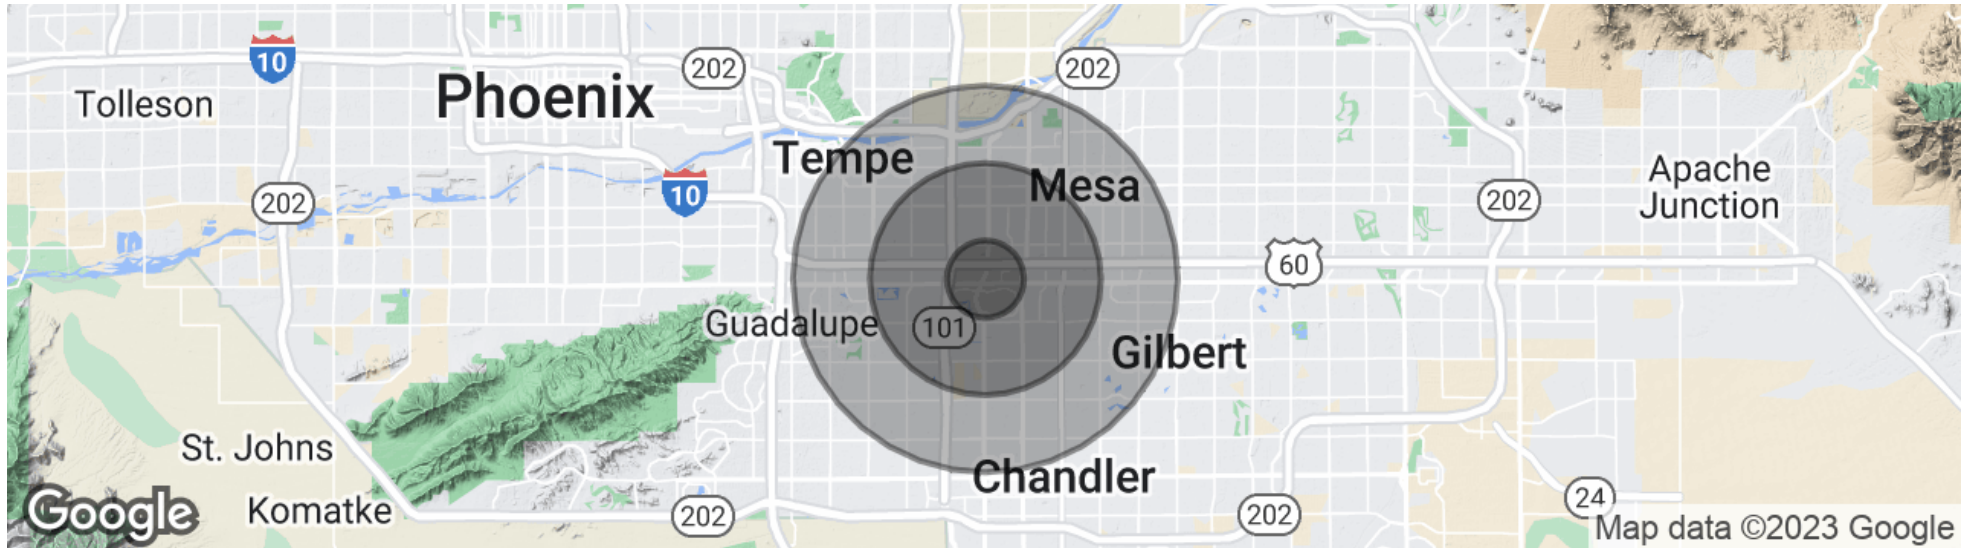 10
202
202
Tolleson
Phoenix
Tempe
Mesa
Apache
Junction
10
202
202
60
Guadalupe
101
Gilbert
St. Johns
Chandler
Komatke
202
202
24
Google
Map data ©2023 Google